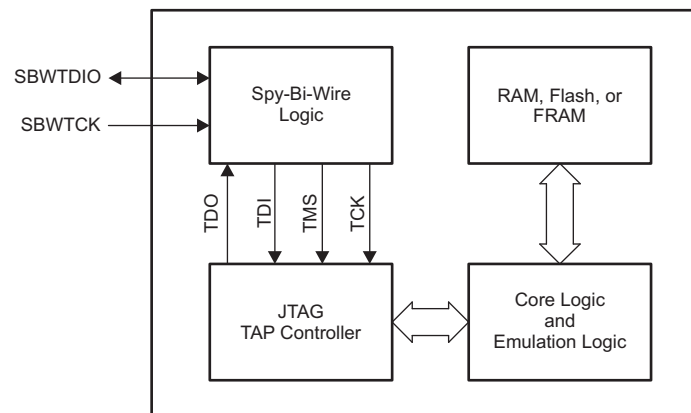 SBWTDIO
SBWTCK
Spy-Bi-Wire
Logic
RAM, Flash, or
FRAM
TDO
TDI
TMS
TCK
JTAG
TAP Controller
Core Logic
and
Emulation Logic